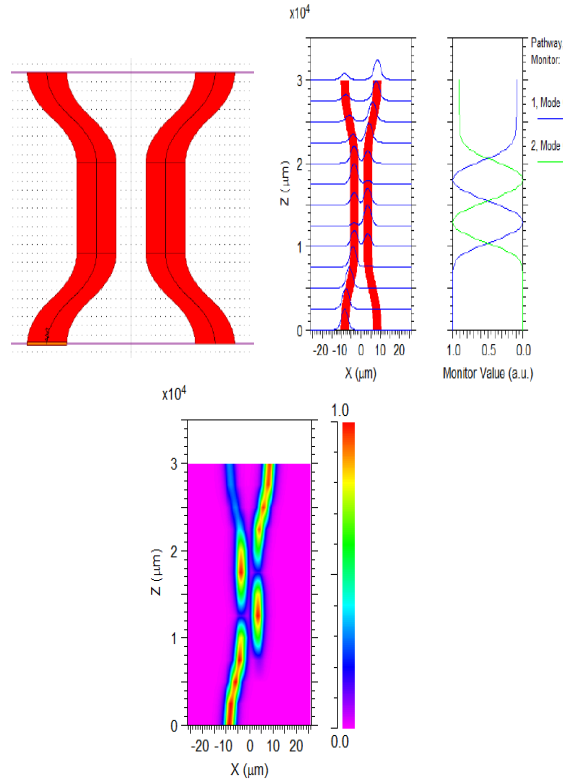 x10⁴
Pathway
Monitor:
3
1, Mode
2
2, Mode
Z (μm)
1
0
-20 -10 0 10 20
1.0 0.5 0.0
X (μm)
Monitor Value (a.u.)
x10⁴
1.0
3
2
Z (μm)
1
0
0.0
-20 -10 0 10 20
X (μm)